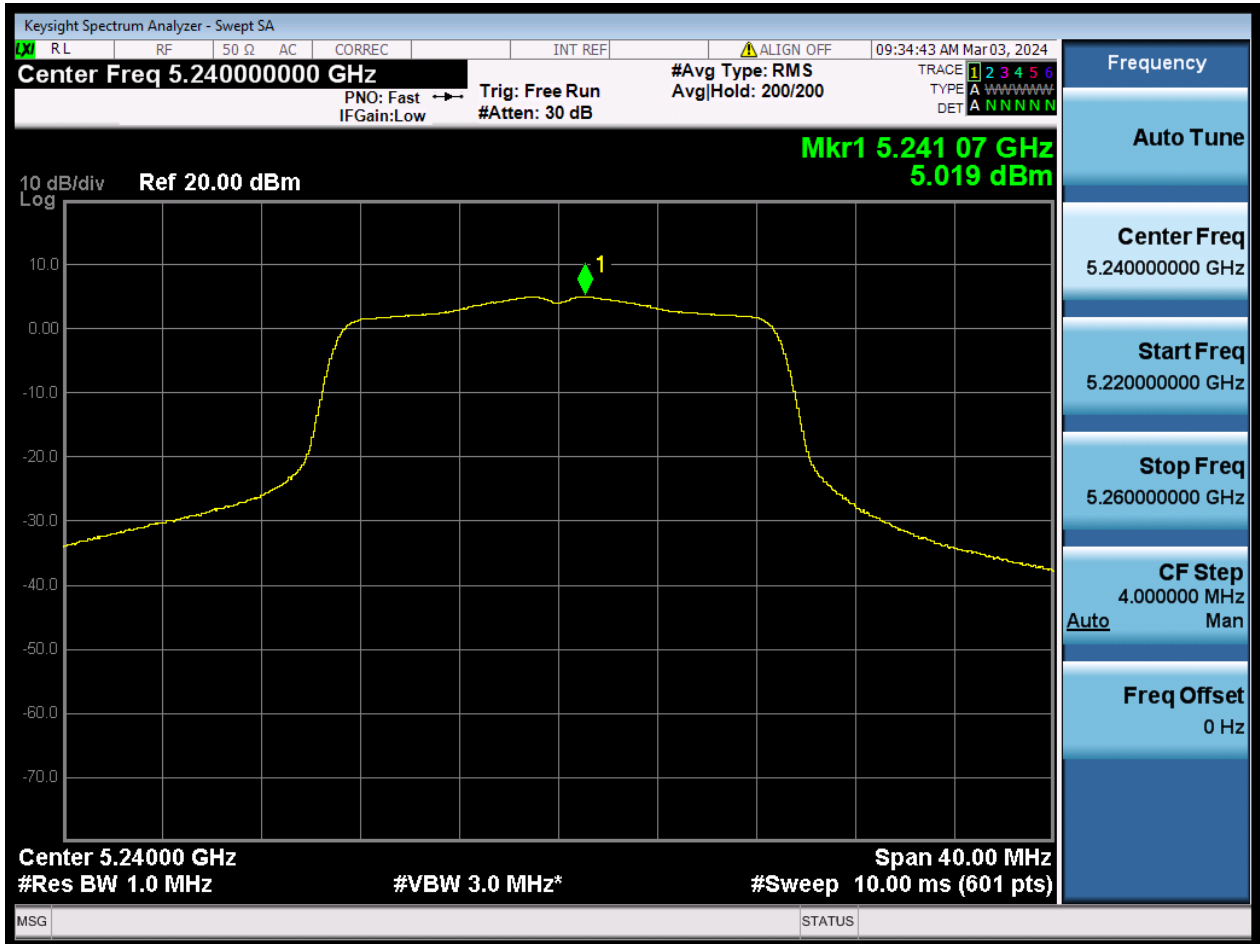 Keysight Spectrum Analyzer - Swept SA
LXI RL RF 50 Ω AC CORREC INT REF ALIGN OFF 09:34:43 AM Mar 03, 2024
Center Freq 5.240000000 GHz
PNO: Fast
IFGain:Low
Trig: Free Run
#Atten: 30 dB
#Avg Type: RMS
Avg|Hold: 200/200
TRACE 1 2 3 4 5 6
TYPE A WWWWW
DET A N N N N N
Mkr1 5.241 07 GHz
5.019 dBm
10 dB/div Ref 20.00 dBm
Log
1
10.0
0.00
-10.0
-20.0
-30.0
-40.0
-50.0
-60.0
-70.0
Center 5.24000 GHz Span 40.00 MHz
#Res BW 1.0 MHz #VBW 3.0 MHz* #Sweep 10.00 ms (601 pts)
MSG STATUS
Frequency
Auto Tune
Center Freq
5.240000000 GHz
Start Freq
5.220000000 GHz
Stop Freq
5.260000000 GHz
CF Step
4.000000 MHz
Auto Man
Freq Offset
0 Hz